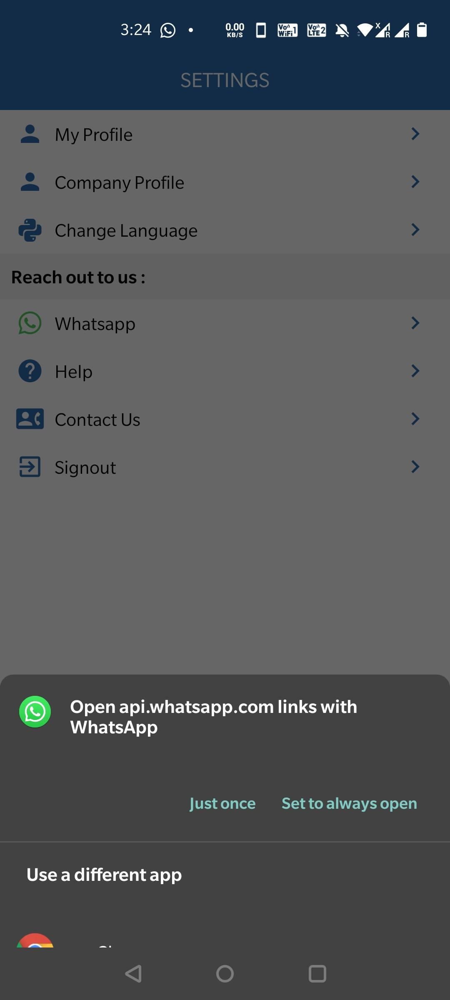 3:24
0.00
KB/S
Vo
WiFi 1
Vo
LTE 2
X
R
R
SETTINGS
My Profile
Company Profile
Change Language
Reach out to us :
Whatsapp
Help
Contact Us
Signout
Open api.whatsapp.com links with
WhatsApp
Just once
Set to always open
Use a different app